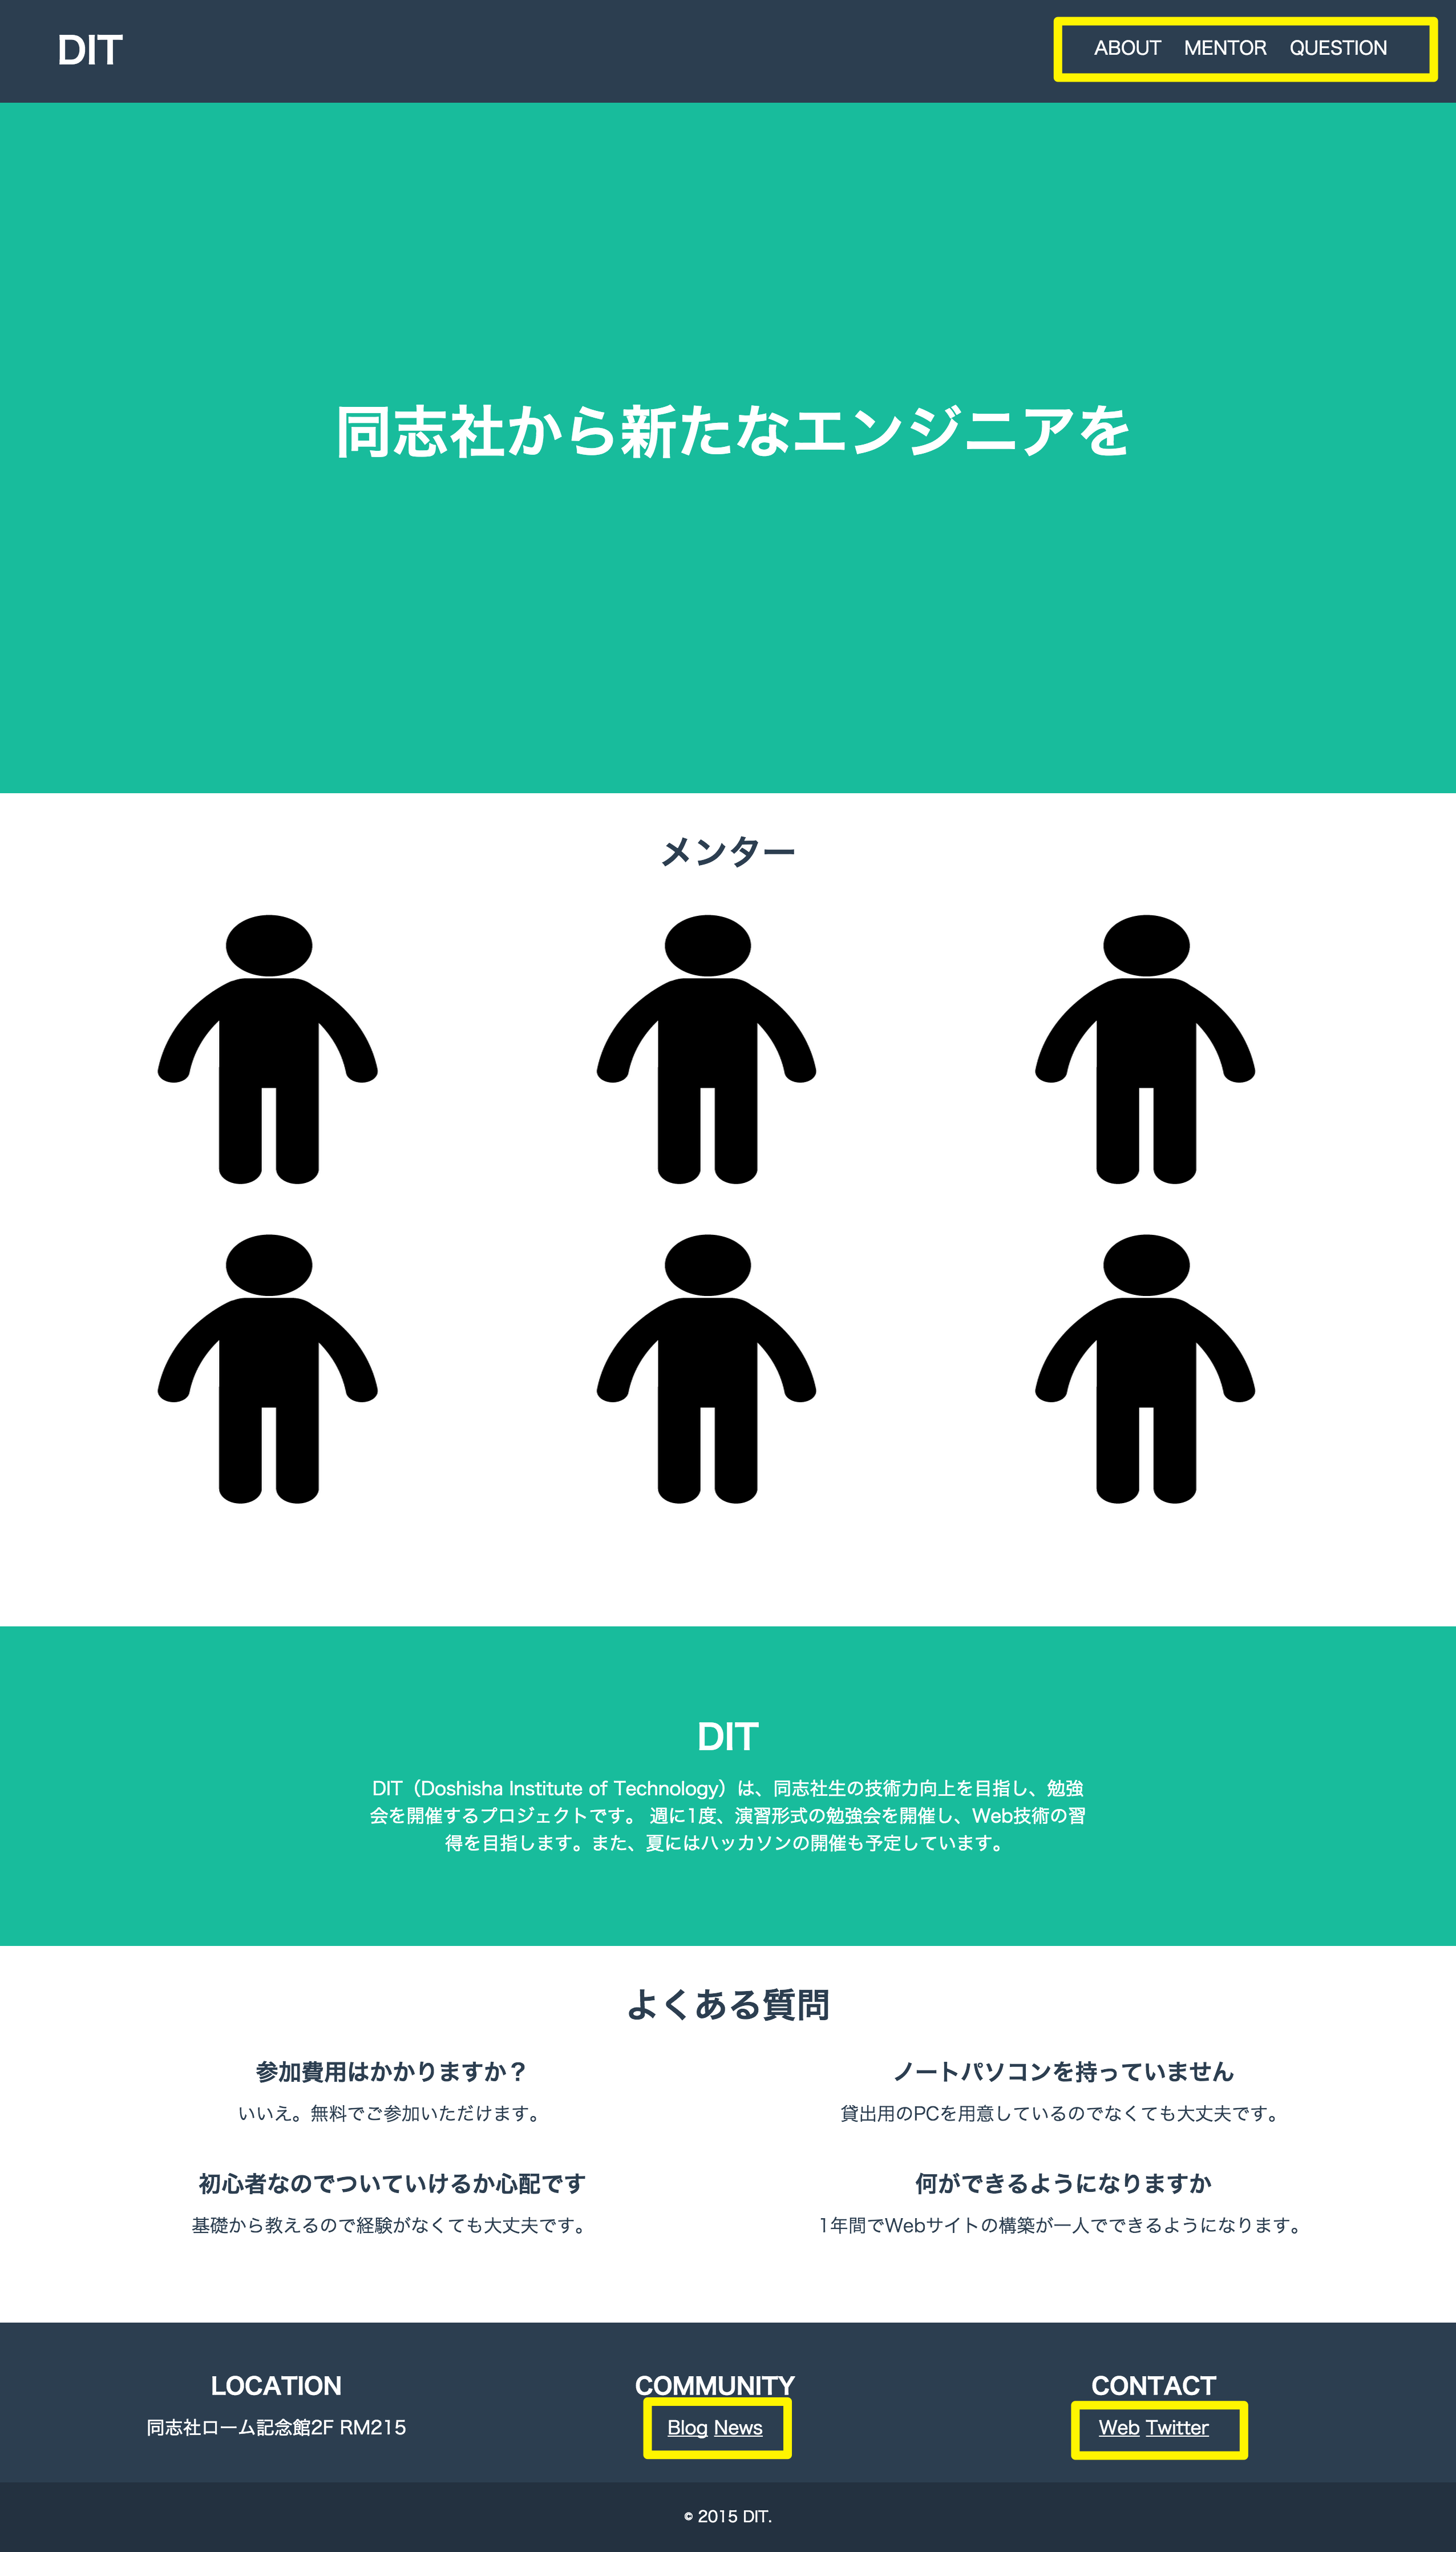 DIT
ABOUT MENTOR QUESTION
同志社から新たなエンジニアを
メンター
DIT
DIT（Doshisha Institute of Technology）は、同志社生の技術力向上を目指し、勉強
会を開催するプロジェクトです。 週に1度、演習形式の勉強会を開催し、Web技術の習
得を目指します。また、夏にはハッカソンの開催も予定しています。
よくある質問
参加費用はかかりますか？
いいえ。無料でご参加いただけます。
ノートパソコンを持っていません
貸出用のPCを用意しているのでなくても大丈夫です。
初心者なのでついていけるか心配です
基礎から教えるので経験がなくても大丈夫です。
何ができるようになりますか
1年間でWebサイトの構築が一人でできるようになります。
LOCATION
同志社ローム記念館2F RM215
COMMUNITY
Blog News
CONTACT
Web Twitter
© 2015 DIT.